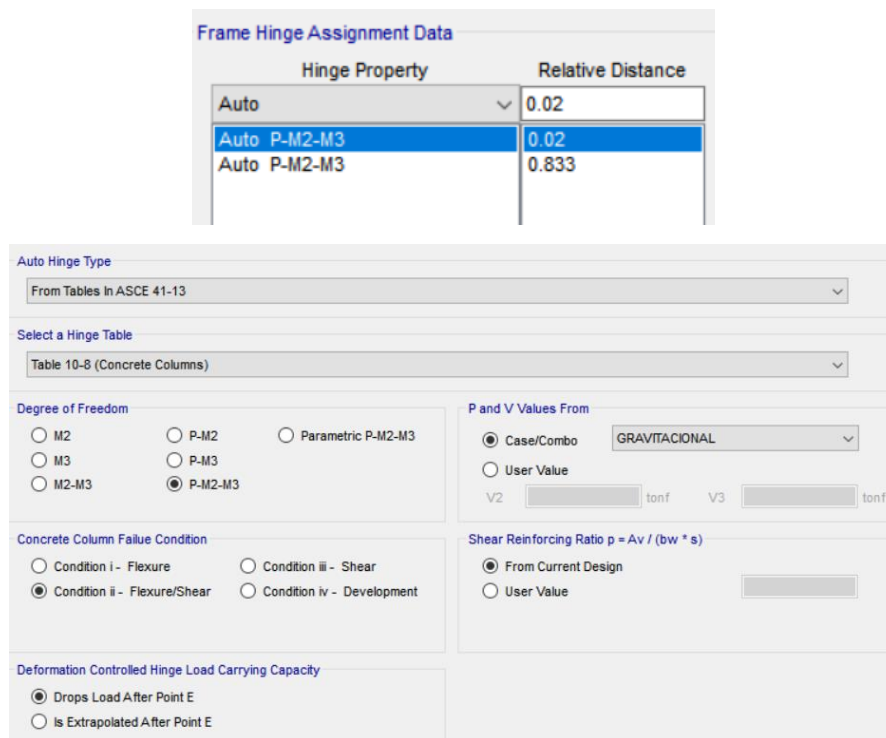 Frame Hinge Assignment Data
Hinge Property Relative Distance
Auto 0.02
Auto P-M2-M3 0.02
Auto P-M2-M3 0.833
Auto Hinge Type
From Tables In ASCE 41-13
Select a Hinge Table
Table 10-8 (Concrete Columns)
Degree of Freedom
M2 P-M2 Parametric P-M2-M3
M3 P-M3
M2-M3 P-M2-M3
P and V Values From
Case/Combo GRAVITACIONAL
User Value
V2 tonf V3 tonf
Concrete Column Failue Condition
Condition i - Flexure Condition iii - Shear
Condition ii - Flexure/Shear Condition iv - Development
Shear Reinforcing Ratio p = Av / (bw * s)
From Current Design
User Value
Deformation Controlled Hinge Load Carrying Capacity
Drops Load After Point E
Is Extrapolated After Point E